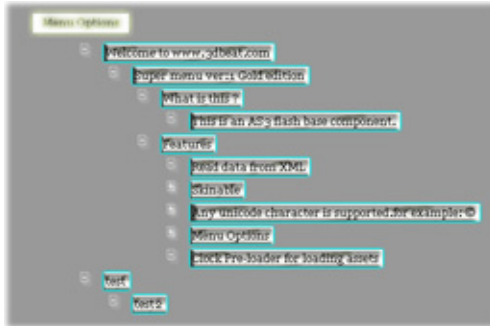 Menu Options
Welcome to www.3dbeat.com
Super menu ver:1 Gold edition
What is this ?
This is an AS3 flash base component.
Features
Read data from XML
Skinable
Any unicode character is supported.for example: ©
Menu Options
Clock Pre-loader for loading assets
test
test 2